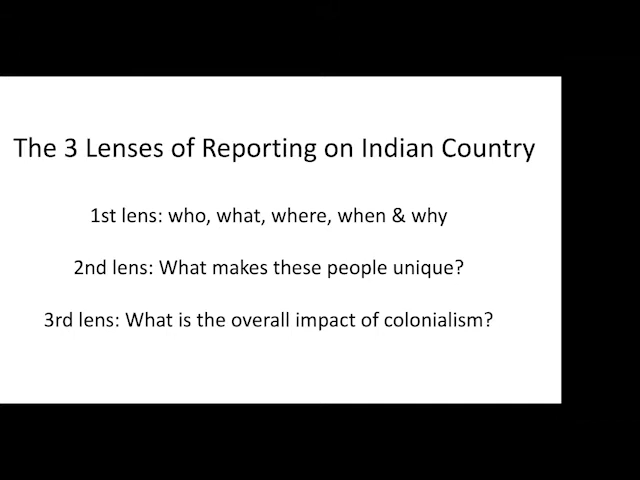 The 3 Lenses of Reporting on Indian Country
1st lens: who, what, where, when & why
2nd lens: What makes these people unique?
3rd lens: What is the overall impact of colonialism?